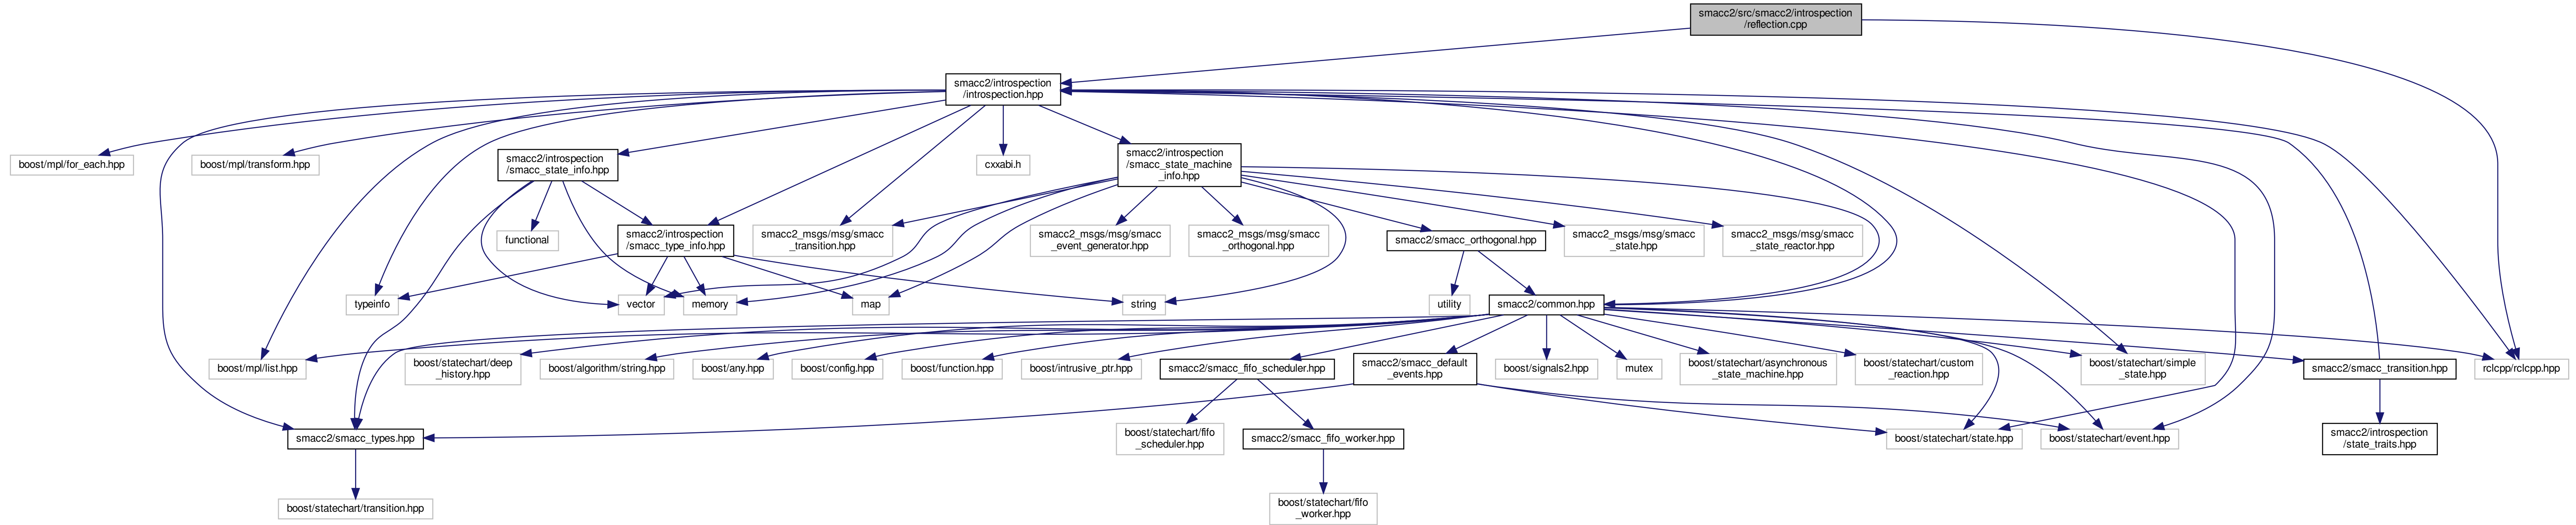 smacc2/src/smacc2/introspection
/reflection.cpp
smacc2/introspection
/introspection.hpp
boost/mpl/for_each.hpp
boost/mpl/transform.hpp
smacc2/introspection
/smacc_state_info.hpp
cxxabi.h
smacc2/introspection
/smacc_state_machine
_info.hpp
functional
smacc2/introspection
/smacc_type_info.hpp
smacc2_msgs/msg/smacc
_transition.hpp
smacc2_msgs/msg/smacc
_event_generator.hpp
smacc2_msgs/msg/smacc
_orthogonal.hpp
smacc2/smacc_orthogonal.hpp
smacc2_msgs/msg/smacc
_state.hpp
smacc2_msgs/msg/smacc
_state_reactor.hpp
typeinfo
vector
memory
map
string
utility
smacc2/common.hpp
boost/mpl/list.hpp
boost/statechart/deep
_history.hpp
boost/algorithm/string.hpp
boost/any.hpp
boost/config.hpp
boost/function.hpp
boost/intrusive_ptr.hpp
smacc2/smacc_fifo_scheduler.hpp
smacc2/smacc_default
_events.hpp
boost/signals2.hpp
mutex
boost/statechart/asynchronous
_state_machine.hpp
boost/statechart/custom
_reaction.hpp
boost/statechart/simple
_state.hpp
smacc2/smacc_transition.hpp
rclcpp/rclcpp.hpp
smacc2/smacc_types.hpp
boost/statechart/fifo
_scheduler.hpp
smacc2/smacc_fifo_worker.hpp
boost/statechart/state.hpp
boost/statechart/event.hpp
smacc2/introspection
/state_traits.hpp
boost/statechart/transition.hpp
boost/statechart/fifo
_worker.hpp